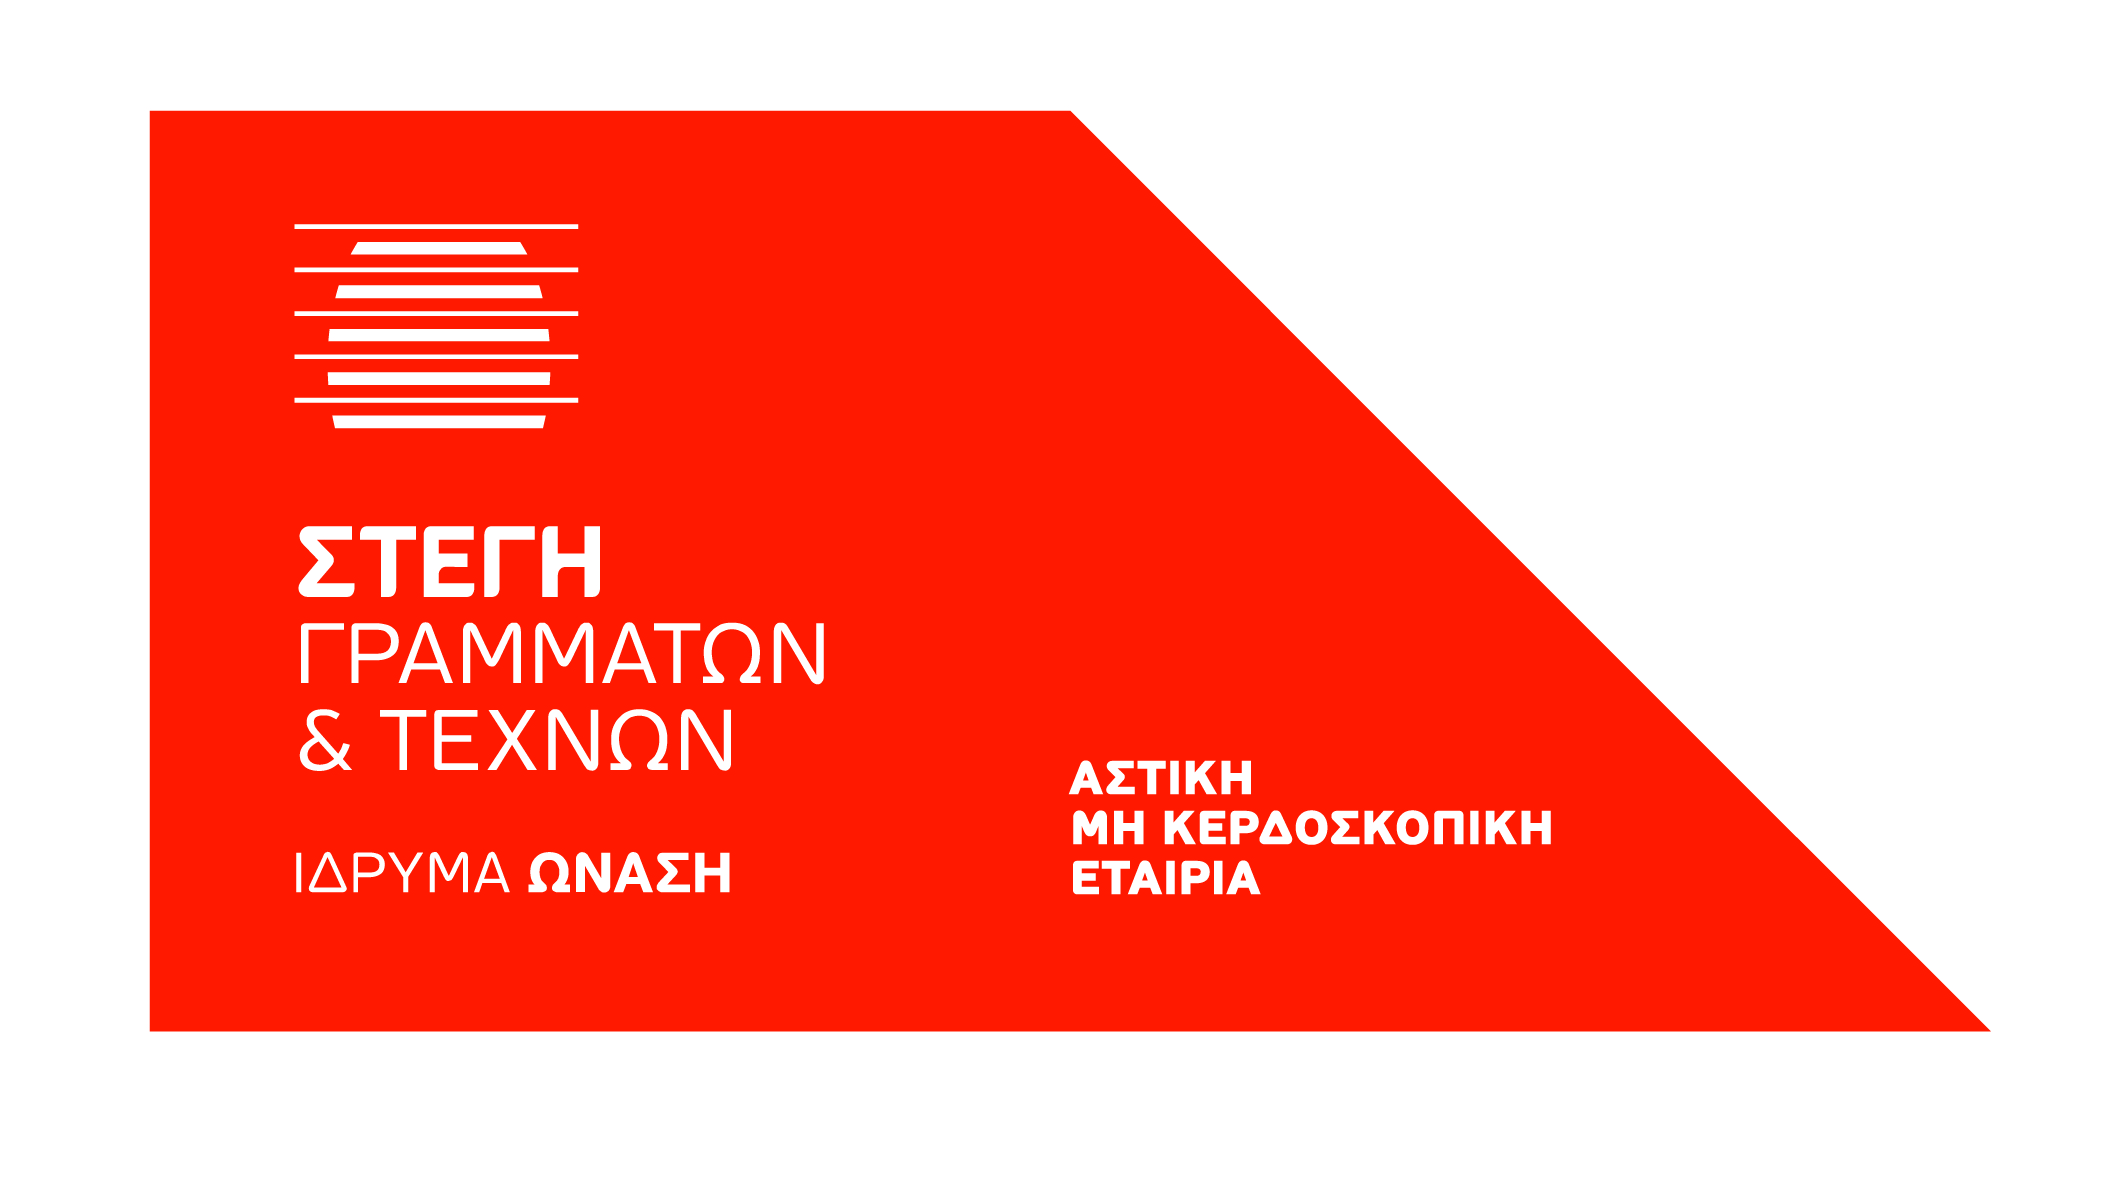 ΣΤΕΓΗ
ΓΡΑΜΜΑΤΩΝ
& ΤΕΧΝΩΝ
ΙΔΡΥΜΑ ΩΝΑΣΗ
ΑΣΤΙΚΗ
ΜΗ ΚΕΡΔΟΣΚΟΠΙΚΗ
ΕΤΑΙΡΙΑ